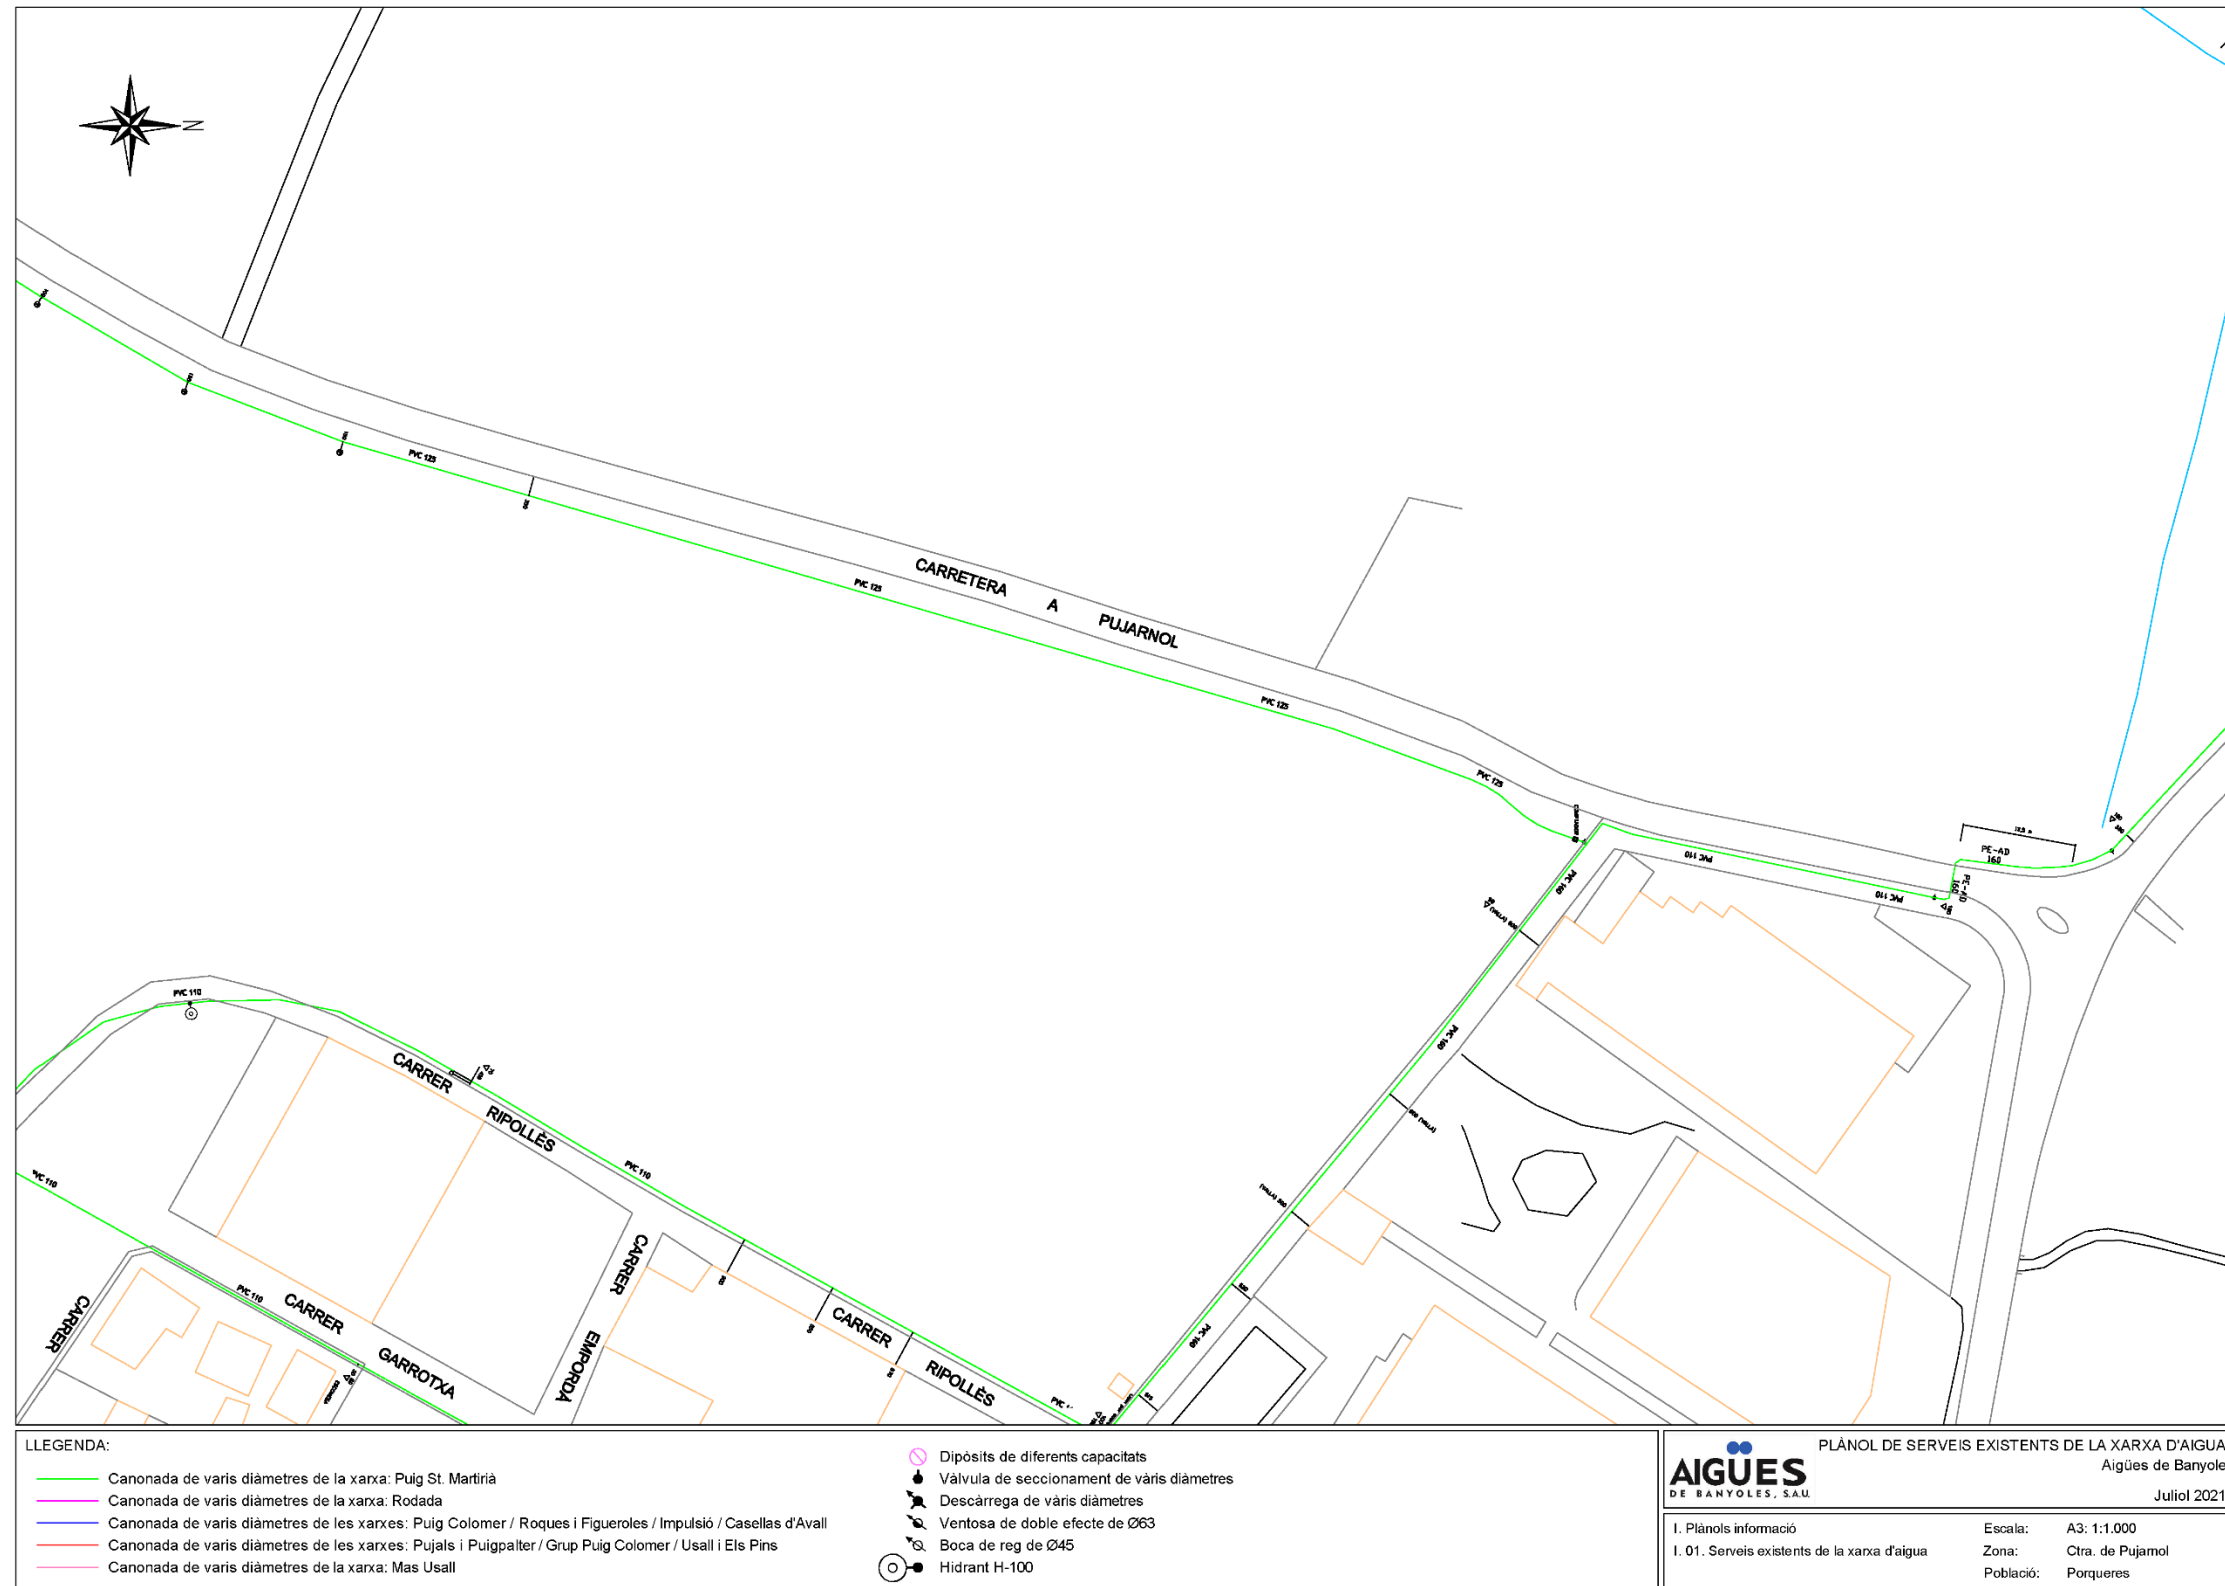 N
PVC 125
PVC 125
CARRETERA A PUJARNOL
PVC 125
PVC 125
PVC 110
PVC 110
PE-AD
160
PE-AD
160
PVC 160
PVC 160
PVC 160
PVC 110
CARRER RIPOLLÈS
PVC 110
PVC 110
CARRER GARROTXA
CARRER
CARRER EMPORDÀ
CARRER RIPOLLÈS
LLEGENDA:
Canonada de varis diàmetres de la xarxa: Puig St. Martirià
Canonada de varis diàmetres de la xarxa: Rodada
Canonada de varis diàmetres de les xarxes: Puig Colomer / Roques i Figueroles / Impulsió / Casellas d'Avall
Canonada de varis diàmetres de les xarxes: Pujals i Puigpalter / Grup Puig Colomer / Usall i Els Pins
Canonada de varis diàmetres de la xarxa: Mas Usall
Dipòsits de diferents capacitats
Vàlvula de seccionament de vàris diàmetres
Descàrrega de vàris diàmetres
Ventosa de doble efecte de Ø63
Boca de reg de Ø45
Hidrant H-100
AIGÜES
DE BANYOLES, S.A.U.
PLÀNOL DE SERVEIS EXISTENTS DE LA XARXA D'AIGUA
Aigües de Banyole
Juliol 2021
I. Plànols informació
I. 01. Serveis existents de la xarxa d'aigua
Escala: A3: 1:1.000
Zona: Ctra. de Pujarnol
Població: Porqueres